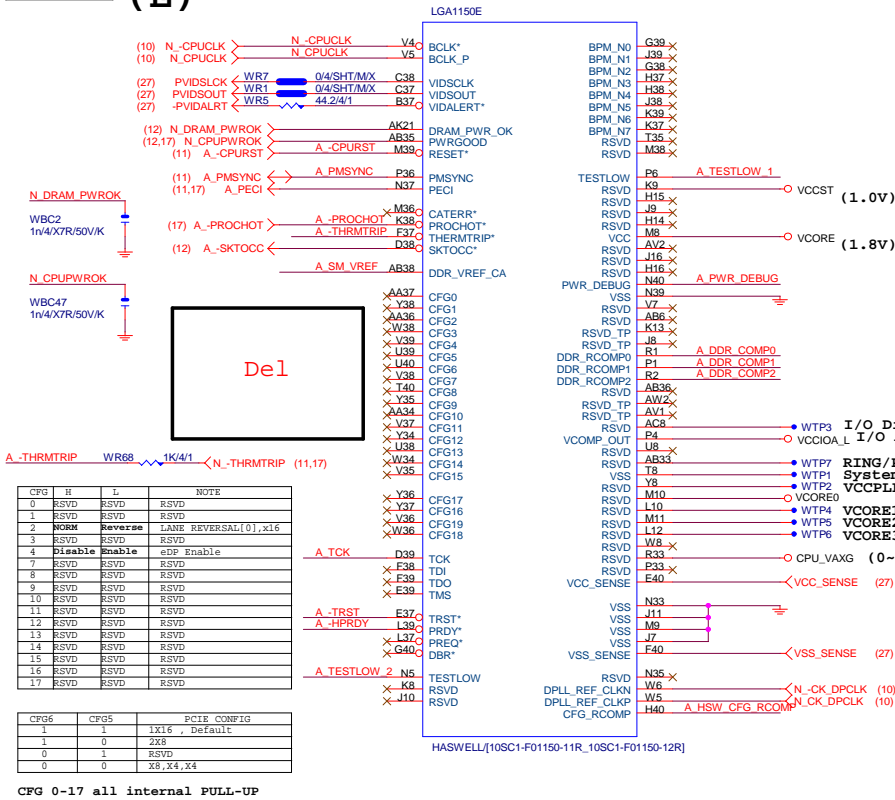 (E)
LGA1150E
(10) N_-CPUCLK N_-CPUCLK V4 BCLK* BPM_N0 G39
(10) N_CPUCLK N_CPUCLK V5 BCLK_P BPM_N1 J39
BPM_N2 G38
(27) PVIDSLCK WR7 0/4/SHT/M/X C38 VIDSCLK BPM_N3 H37
(27) PVIDSOUT WR1 0/4/SHT/M/X C37 VIDSOUT BPM_N4 H38
(27) -PVIDALRT WR5 44.2/4/1 B37 VIDALERT* BPM_N5 J38
BPM_N6 K39
(12) N_DRAM_PWROK AK21 DRAM_PWR_OK BPM_N7 K37
(12,17) N_CPUPWROK AB35 PWRGOOD RSVD T35
(11) A_-CPURST A_-CPURST M39 RESET* RSVD M38
(11) A_PMSYNC A_PMSYNC P36 PMSYNC TESTLOW P6 A_TESTLOW_1
(11,17) A_PECI N37 PECI RSVD K9 VCCST (1.0V)
RSVD H15
M36 CATERR* RSVD J9
(17) A_-PROCHOT A_-PROCHOT K38 PROCHOT* RSVD H14
A_-THRMTRIP F37 THERMTRIP* VCC M8 VCORE (1.8V)
(12) A_-SKTOCC D38 SKTOCC* RSVD AV2
RSVD J16
A_SM_VREF AB38 DDR_VREF_CA RSVD H16
PWR_DEBUG N40 A_PWR_DEBUG
N_DRAM_PWROK
WBC2
1n/4/X7R/50V/K
N_CPUPWROK
WBC47
1n/4/X7R/50V/K
Del
AA37 CFG0 VSS N39
Y38 CFG1 RSVD V7
AA36 CFG2 RSVD AB6
W38 CFG3 RSVD_TP K13
V39 CFG4 RSVD_TP J8
U39 CFG5 DDR_RCOMP0 R1 A_DDR_COMP0
U40 CFG6 DDR_RCOMP1 P1 A_DDR_COMP1
V38 CFG7 DDR_RCOMP2 R2 A_DDR_COMP2
T40 CFG8 RSVD AB36
Y35 CFG9 RSVD_TP AW2
AA34 CFG10 RSVD_TP AV1
V37 CFG11 RSVD AC8 WTP3 I/O Di
Y34 CFG12 VCOMP_OUT P4 VCCIOA_L I/O
U38 CFG13 RSVD U8
W34 CFG14 RSVD AB33 WTP7 RING/
V35 CFG15 VSS T8 WTP1 System
RSVD Y8 WTP2 VCCPLL
Y36 CFG17 RSVD M10 VCORE0
Y37 CFG16 RSVD L10 WTP4 VCORE1
V36 CFG19 RSVD M11 WTP5 VCORE2
W36 CFG18 RSVD L12 WTP6 VCORE3
RSVD W8
A_TCK D39 TCK RSVD R33 CPU_VAXG (0~
F38 TDI RSVD P33
F39 TDO VCC_SENSE E40 VCC_SENSE (27)
E39 TMS
A_-TRST E37 TRST* VSS N33
A_-HPRDY L39 PRDY* VSS J11
L37 PREQ* VSS M9
G40 DBR* VSS J7
VSS_SENSE F40 VSS_SENSE (27)
A_TESTLOW_2 N5 TESTLOW RSVD N35
K8 RSVD DPLL_REF_CLKN W6 N_-CK_DPCLK (10)
J10 RSVD DPLL_REF_CLKP W5 N_CK_DPCLK (10)
CFG_RCOMP H40 A_HSW_CFG_RCOMP
HASWELL/[10SC1-F01150-11R_10SC1-F01150-12R]
A_-THRMTRIP WR68 1K/4/1 N_-THRMTRIP (11,17)
CFG H L NOTE
0 RSVD RSVD RSVD
1 RSVD RSVD RSVD
2 NORM Reverse LANE REVERSAL[0],x16
3 RSVD RSVD RSVD
4 Disable Enable eDP Enable
7 RSVD RSVD RSVD
8 RSVD RSVD RSVD
9 RSVD RSVD RSVD
10 RSVD RSVD RSVD
11 RSVD RSVD RSVD
12 RSVD RSVD RSVD
13 RSVD RSVD RSVD
14 RSVD RSVD RSVD
15 RSVD RSVD RSVD
16 RSVD RSVD RSVD
17 RSVD RSVD RSVD
CFG6 CFG5 PCIE CONFIG
1 1 1X16 , Default
1 0 2X8
0 1 RSVD
0 0 X8,X4,X4
CFG 0-17 all internal PULL-UP